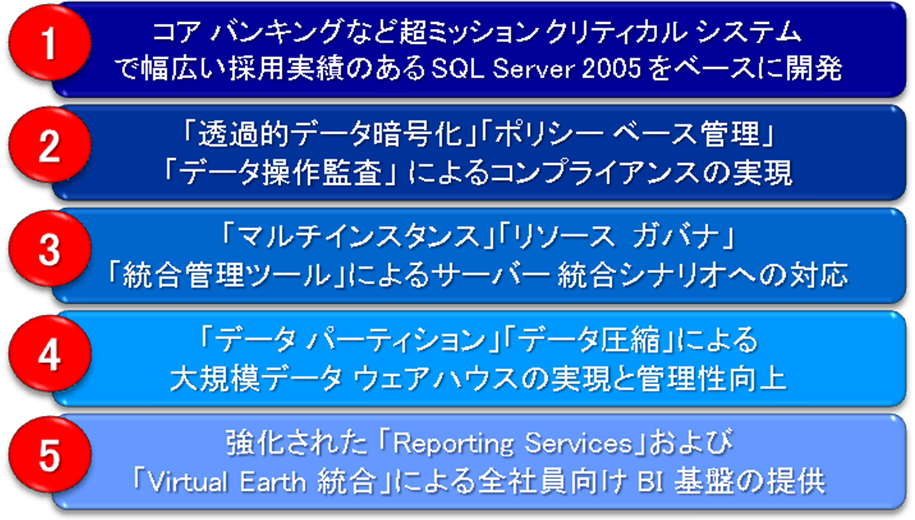 1
コア バンキングなど超ミッション クリティカル システム
で幅広い採用実績のあるSQL Server 2005をベースに開発
2
「透過的データ暗号化」「ポリシー ベース管理」
「データ操作監査」によるコンプライアンスの実現
3
「マルチインスタンス」「リソース ガバナ」
「統合管理ツール」によるサーバー統合シナリオへの対応
4
「データ パーティション」「データ圧縮」による
大規模データ ウェアハウスの実現と管理性向上
5
強化された「Reporting Services」および
「Virtual Earth 統合」による全社員向け BI 基盤の提供